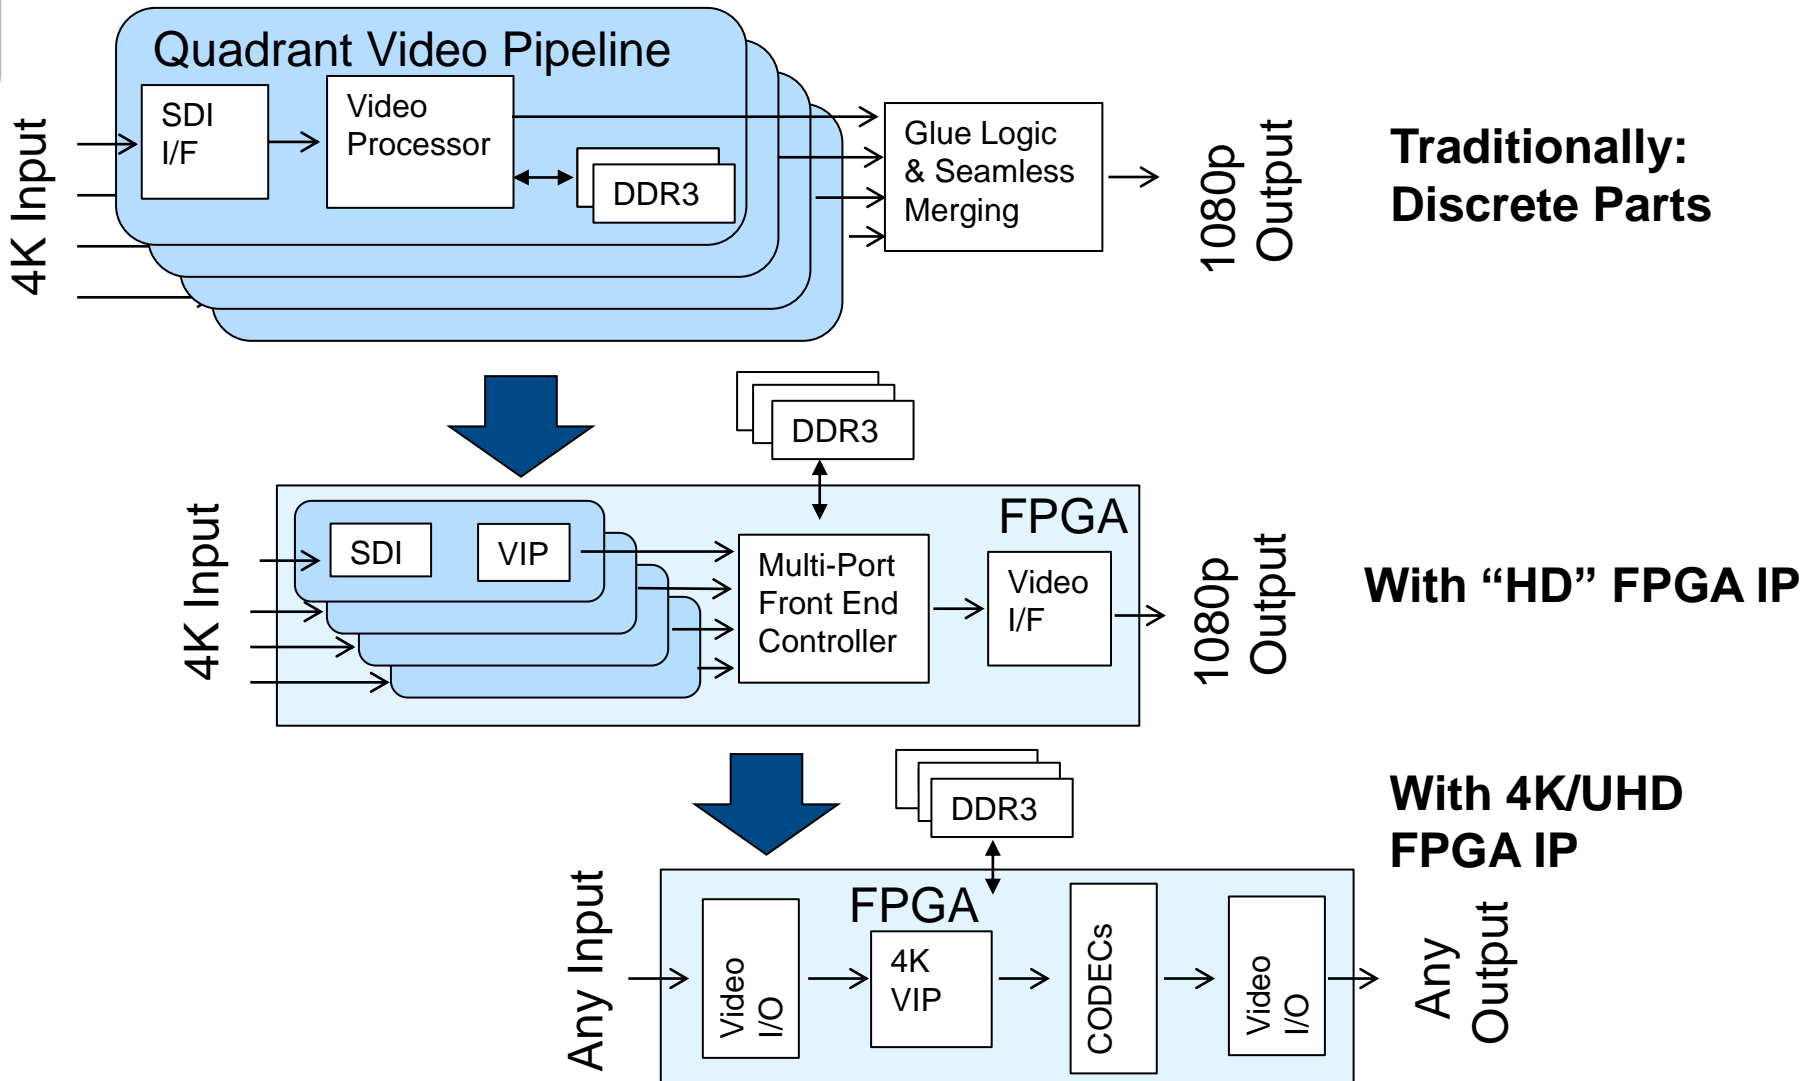 Quadrant Video Pipeline
4K Input
SDI
I/F
Video
Processor
DDR3
Glue Logic
& Seamless
Merging
1080p
Output
Traditionally:
Discrete Parts
DDR3
4K Input
SDI
VIP
Multi-Port
Front End
Controller
FPGA
Video
I/F
1080p
Output
With “HD” FPGA IP
DDR3
With 4K/UHD
FPGA IP
Any Input
FPGA
Video
I/O
4K
VIP
CODECs
Video
I/O
Any
Output